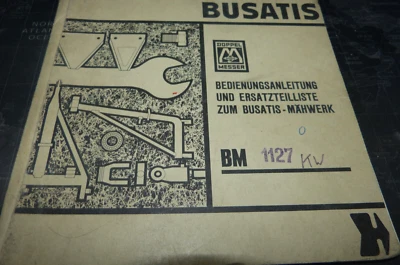 BUSATIS
DOPPEL
MESSER
BEDIENUNGSANLEITUNG
UND ERSATZTEILLISTE
ZUM BUSATIS-MÄHWERK
BM 1127 KW